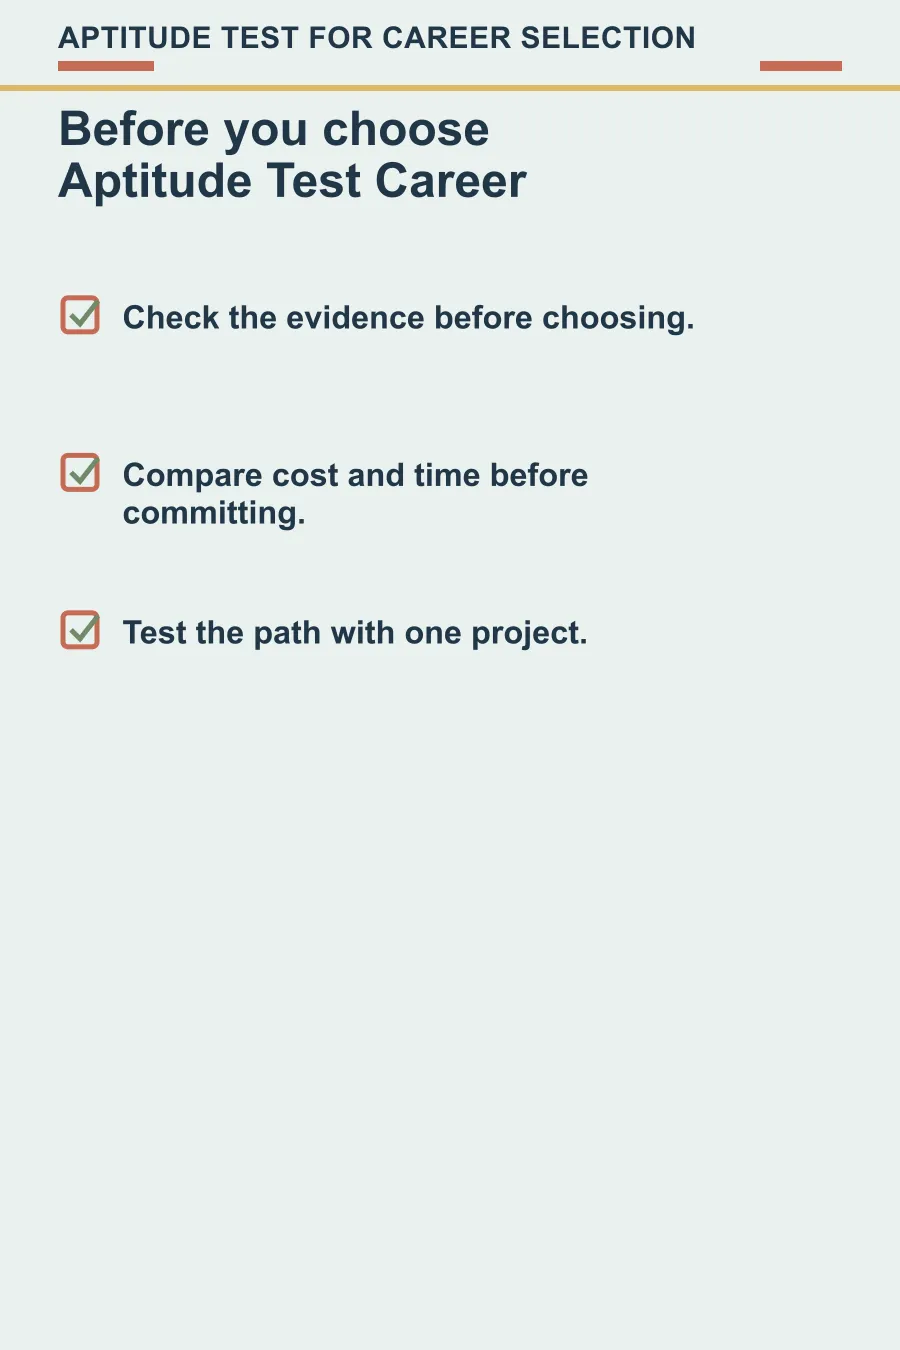 APTITUDE TEST FOR CAREER SELECTION
Before you choose
Aptitude Test Career
Check the evidence before choosing.
Compare cost and time before
committing.
Test the path with one project.